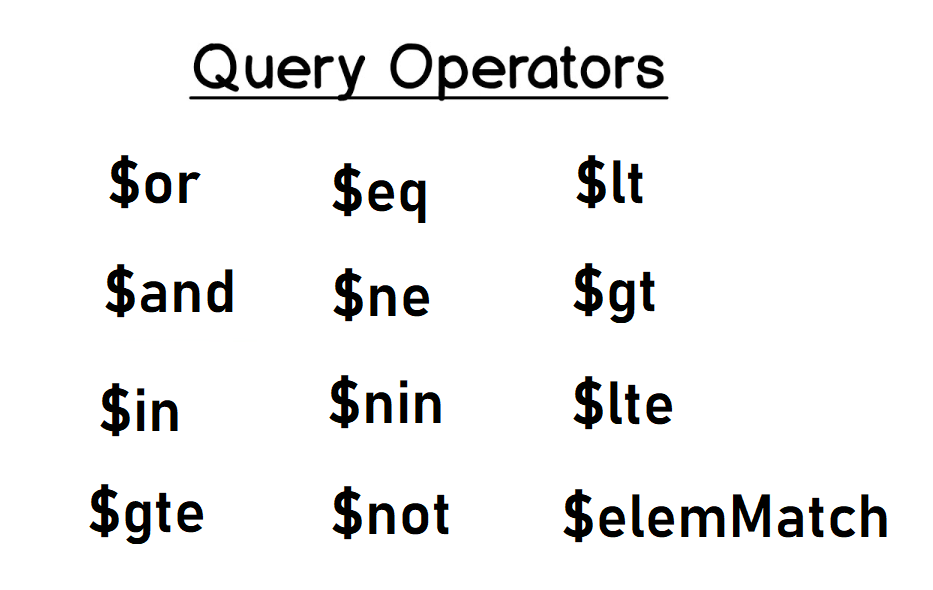 Query Operators
$or $eq $lt
$and $ne $gt
$in $nin $lte
$gte $not $elemMatch